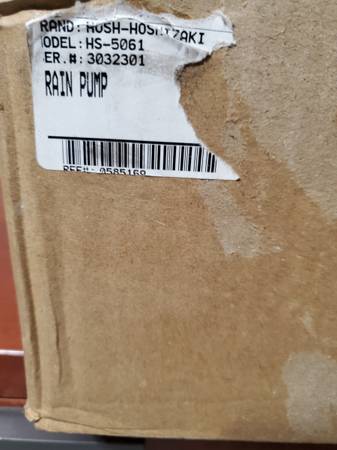 RAND: HOSH-HOSHIZAKI
ODEL: HS-5061
ER.#: 3032301
RAIN PUMP
REF#: 0585169